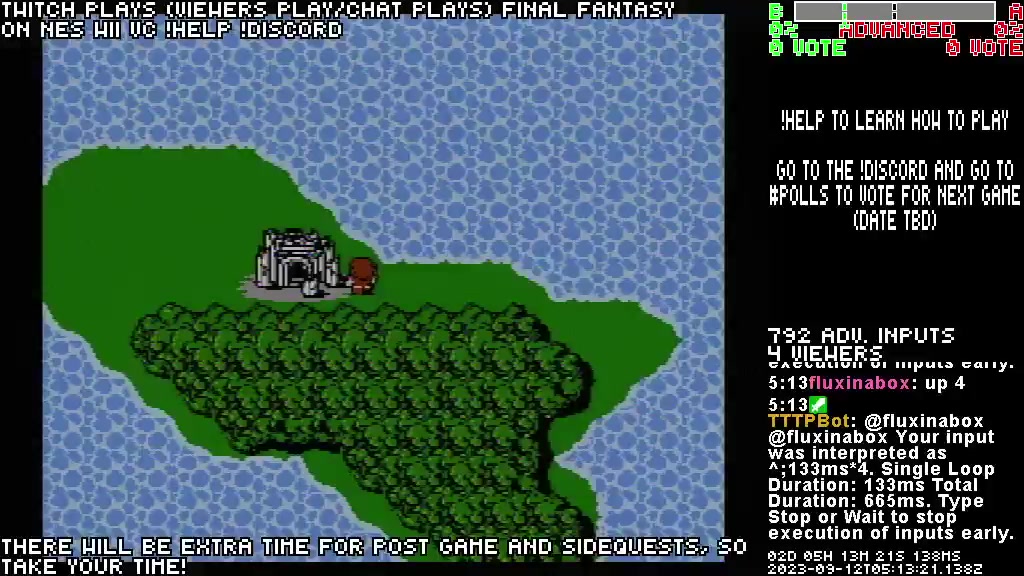 TWITCH PLAYS (VIEWERS PLAY/CHAT PLAYS) FINAL FANTASY
ON NES WII VC !HELP !DISCORD
B A
0% ADVANCED 0%
0 VOTE 0 VOTE
!HELP TO LEARN HOW TO PLAY
GO TO THE !DISCORD AND GO TO
#POLLS TO VOTE FOR NEXT GAME
(DATE TBD)
792 ADV. INPUTS
4 VIEWERS
execution of inputs early.
5:13fluxinabox: up 4
5:13
TTTPBot: @fluxinabox
@fluxinabox Your input
was interpreted as
^;133ms*4. Single Loop
Duration: 133ms Total
Duration: 665ms. Type
Stop or Wait to stop
execution of inputs early.
02D 05H 13M 21S 138MS
2023-09-12T05:13:21.138Z
THERE WILL BE EXTRA TIME FOR POST GAME AND SIDEQUESTS, SO
TAKE YOUR TIME!